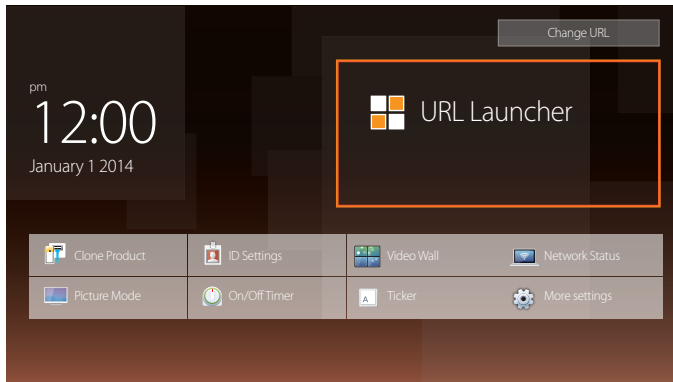 Change URL
pm
12:00
January 1 2014
URL Launcher
Clone Product
ID Settings
Video Wall
Network Status
Picture Mode
On/Off Timer
A
Ticker
More settings